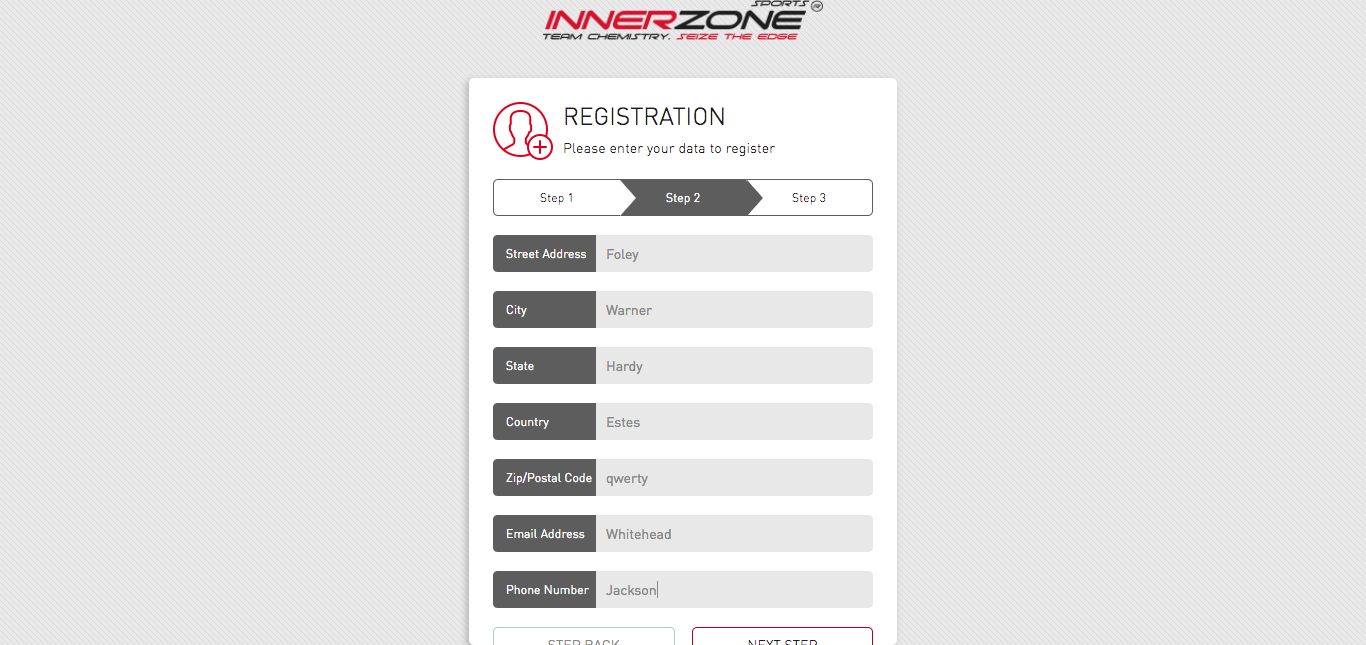 SPORTS
INNERZONE
TEAM CHEMISTRY. SEIZE THE EDGE
REGISTRATION
Please enter your data to register
Step 1 Step 2 Step 3
Street Address Foley
City Warner
State Hardy
Country Estes
Zip/Postal Code qwerty
Email Address Whitehead
Phone Number Jackson
STEP BACK NEXT STEP